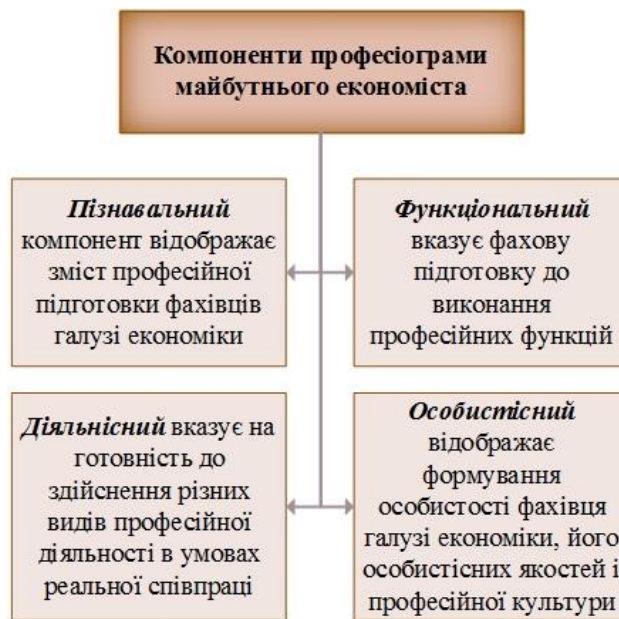 Компоненти професіограми
майбутнього економіста
Пізнавальний
компонент відображає
зміст професійної
підготовки фахівців
галузі економіки
Функціональний
вказує фахову
підготовку до
виконання
професійних функцій
Діяльнісний вказує на
готовність до
здійснення різних
видів професійної
діяльності в умовах
реальної співпраці
Особистісний
відображає
формування
особистості фахівця
галузі економіки, його
особистісних якостей і
професійної культури